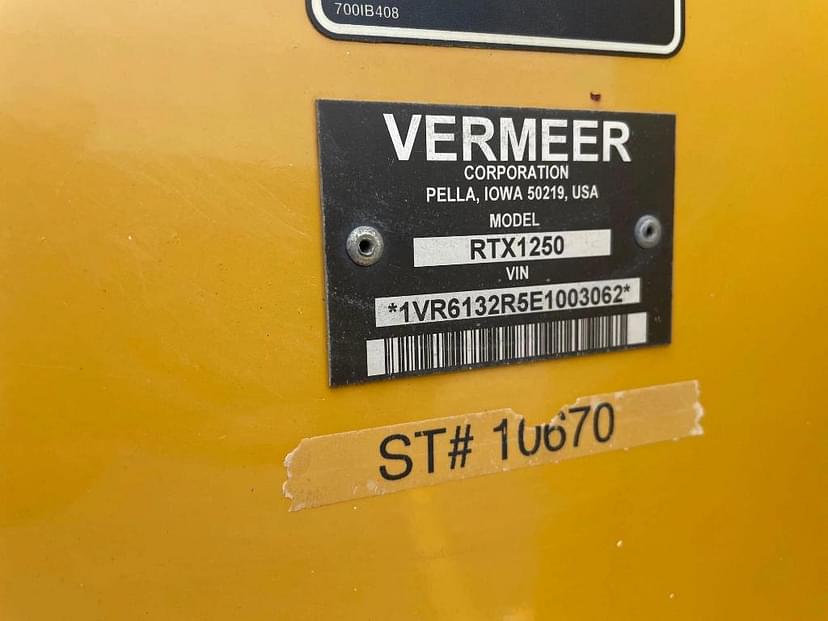 700IB408
VERMEER
CORPORATION
PELLA, IOWA 50219, USA
MODEL
RTX1250
VIN
*1VR6132R5E1003062*
ST# 10670